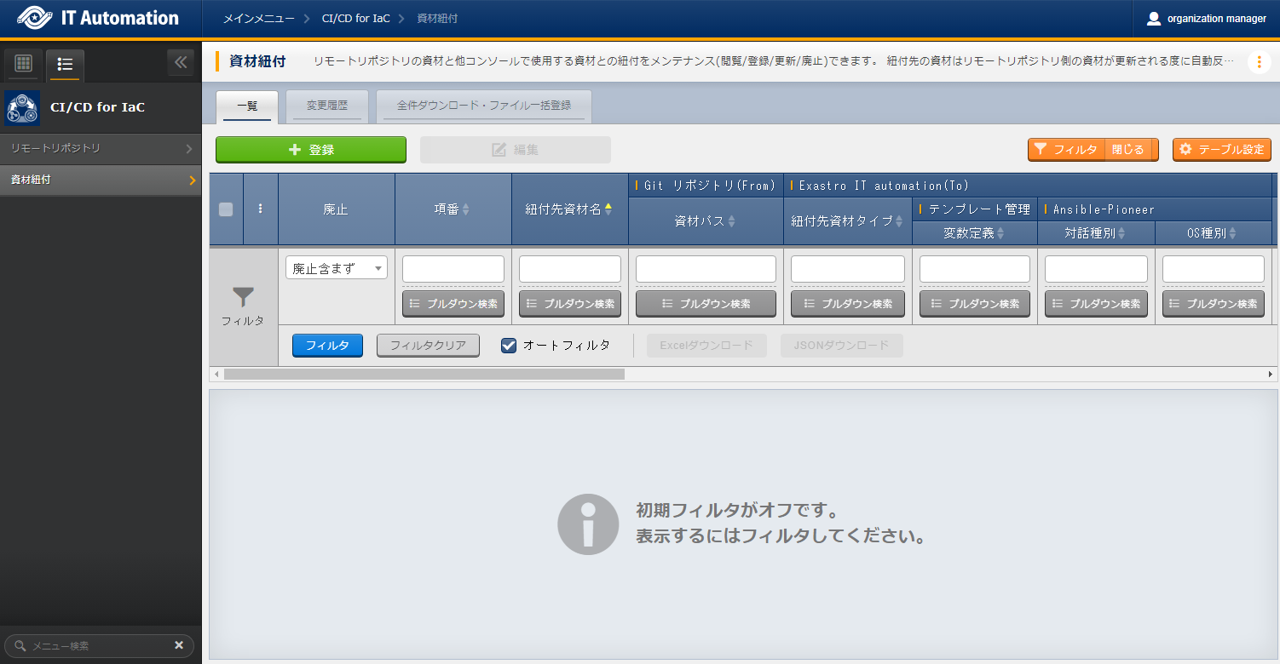 IT Automation
メインメニュー > CI/CD for IaC > 資材紐付
organization manager
資材紐付
リモートリポジトリの資材と他コンソールで使用する資材との紐付をメンテナンス(閲覧/登録/更新/廃止)できます。 紐付先の資材はリモートリポジトリ側の資材が更新される度に自動反…
CI/CD for IaC
リモートリポジトリ
資材紐付
一覧
変更履歴
全件ダウンロード・ファイル一括登録
登録
編集
フィルタ 閉じる
テーブル設定
廃止
項番
紐付先資材名
Git リポジトリ(From)
資材パス
Exastro IT automation(To)
紐付先資材タイプ
テンプレート管理
変数定義
Ansible-Pioneer
対話種別
OS種別
フィルタ
廃止含まず
プルダウン検索
プルダウン検索
プルダウン検索
プルダウン検索
プルダウン検索
プルダウン検索
プルダウン検索
フィルタ
フィルタクリア
オートフィルタ
Excelダウンロード
JSONダウンロード
初期フィルタがオフです。
表示するにはフィルタしてください。
メニュー検索